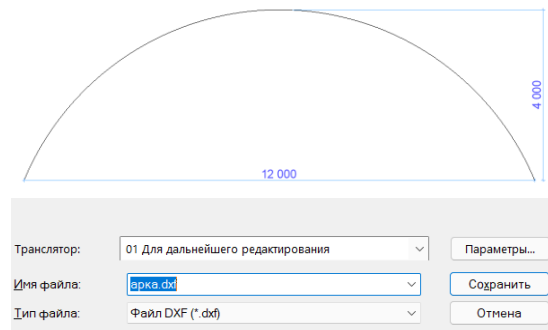 4 000
12 000
Транслятор: 01 Для дальнейшего редактирования Параметры...
Имя файла: арка.dxf Сохранить
Тип файла: Файл DXF (*.dxf) Отмена